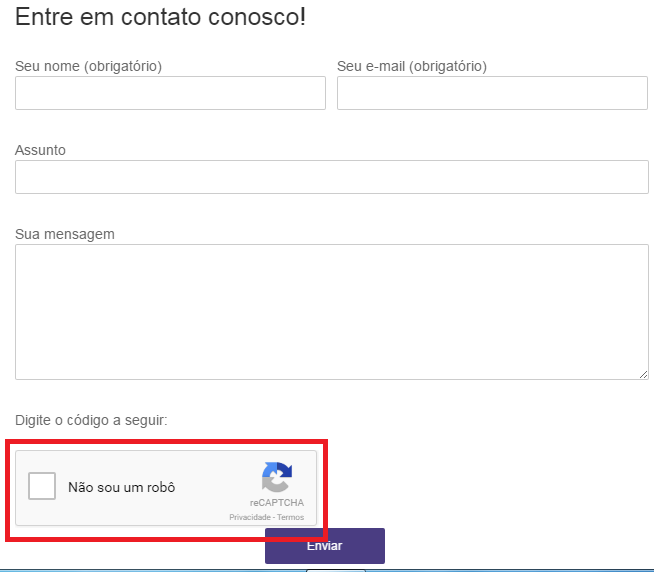 Entre em contato conosco!
Seu nome (obrigatório)
Seu e-mail (obrigatório)
Assunto
Sua mensagem
Digite o código a seguir:
Não sou um robô
reCAPTCHA
Privacidade - Termos
Enviar